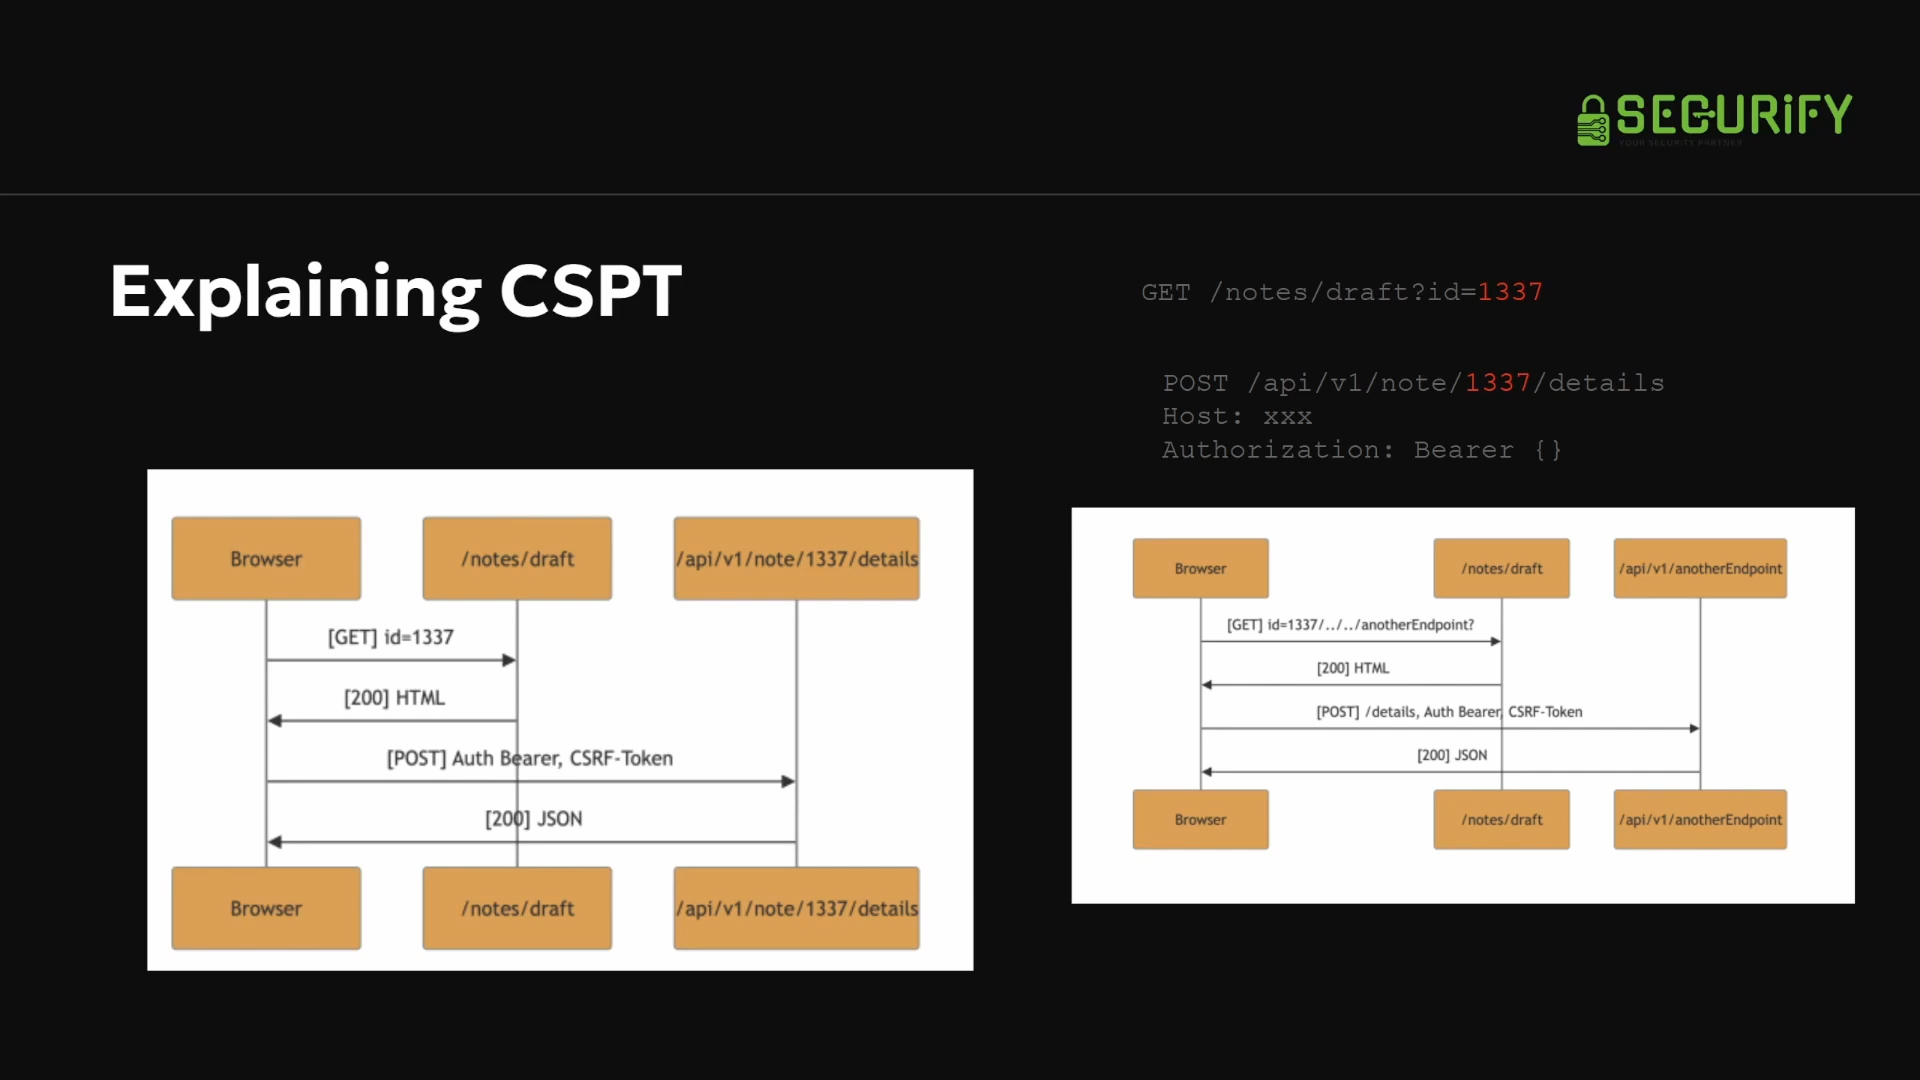 SECURiFY
YOUR SECURITY PARTNER
Explaining CSPT
GET /notes/draft?id=1337
POST /api/v1/note/1337/details
Host: xxx
Authorization: Bearer {}
Browser
/notes/draft
/api/v1/note/1337/details
[GET] id=1337
[200] HTML
[POST] Auth Bearer, CSRF-Token
[200] JSON
Browser
/notes/draft
/api/v1/note/1337/details
Browser
/notes/draft
/api/v1/anotherEndpoint
[GET] id=1337/../../anotherEndpoint?
[200] HTML
[POST] /details, Auth Bearer, CSRF-Token
[200] JSON
Browser
/notes/draft
/api/v1/anotherEndpoint